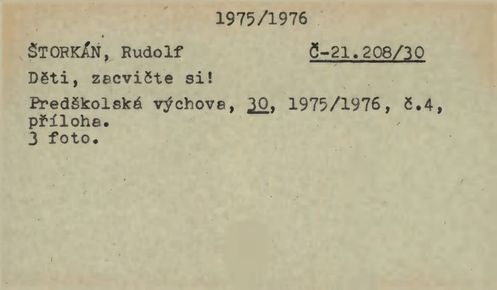 1975/1976
ŠTORKÁN, Rudolf Č-21.208/30
Děti, zacvičte si!
Předškolská výchova, 30, 1975/1976, č.4,
příloha.
3 foto.